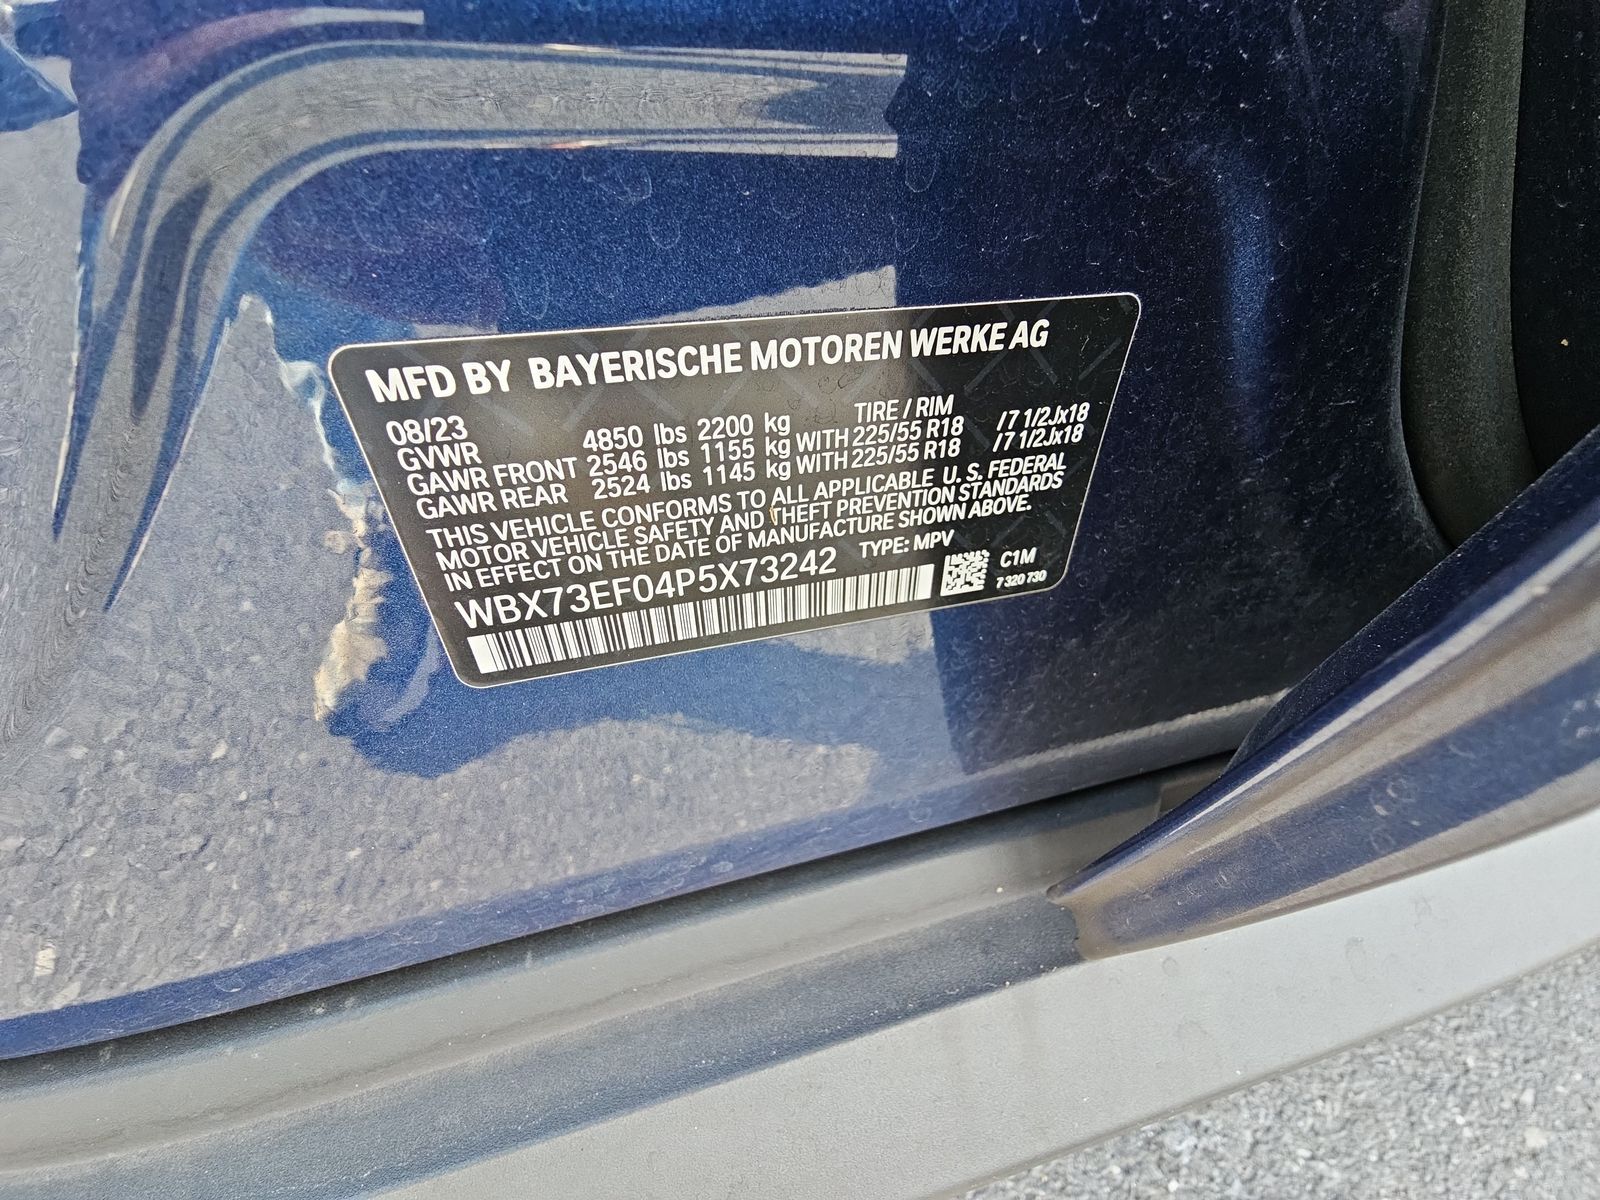 MFD BY BAYERISCHE MOTOREN WERKE AG
08/23 TIRE / RIM
GVWR 4850 lbs 2200 kg
GAWR FRONT 2546 lbs 1155 kg WITH 225/55 R18 /7 1/2Jx18
GAWR REAR 2524 lbs 1145 kg WITH 225/55 R18 /7 1/2Jx18
THIS VEHICLE CONFORMS TO ALL APPLICABLE U. S. FEDERAL
MOTOR VEHICLE SAFETY AND THEFT PREVENTION STANDARDS
IN EFFECT ON THE DATE OF MANUFACTURE SHOWN ABOVE.
WBX73EF04P5X73242 TYPE: MPV
C1M
7 320 730